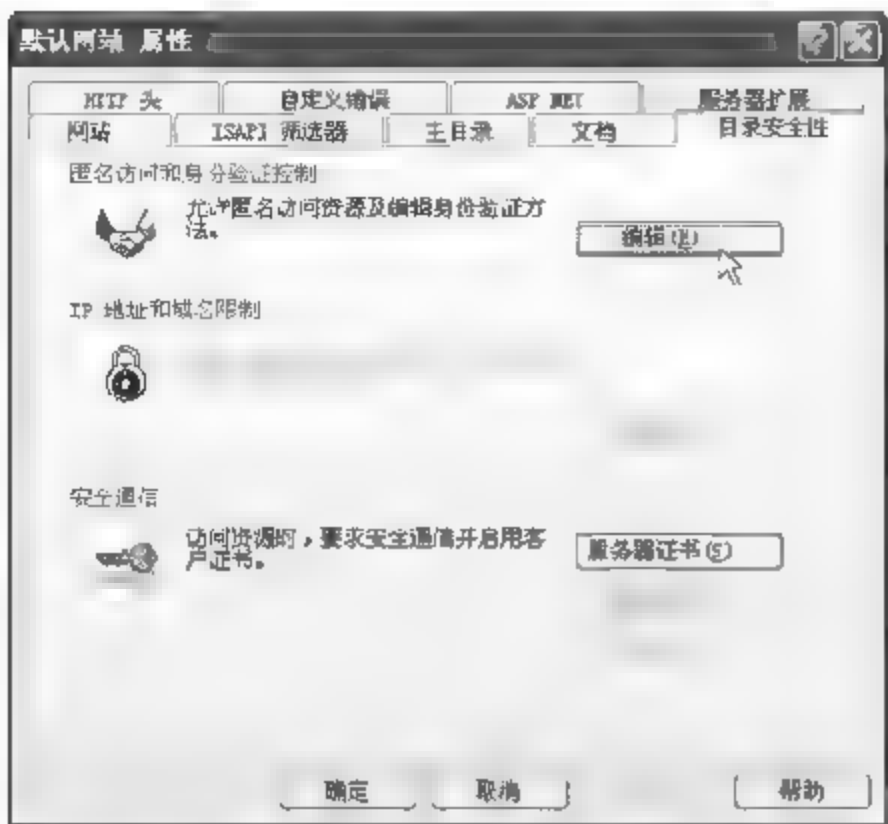 默认网站 属性
HTTP 头 自定义错误 ASP NET 服务器扩展
网站 ISAPI 筛选器 主目录 文档 目录安全性
匿名访问和身份验证控制
允许匿名访问资源及编辑身份验证方
法。
编辑(E)
IP 地址和域名限制
安全通信
访问资源时，要求安全通信并启用客
户证书。
服务器证书(S)
确定 取消 帮助